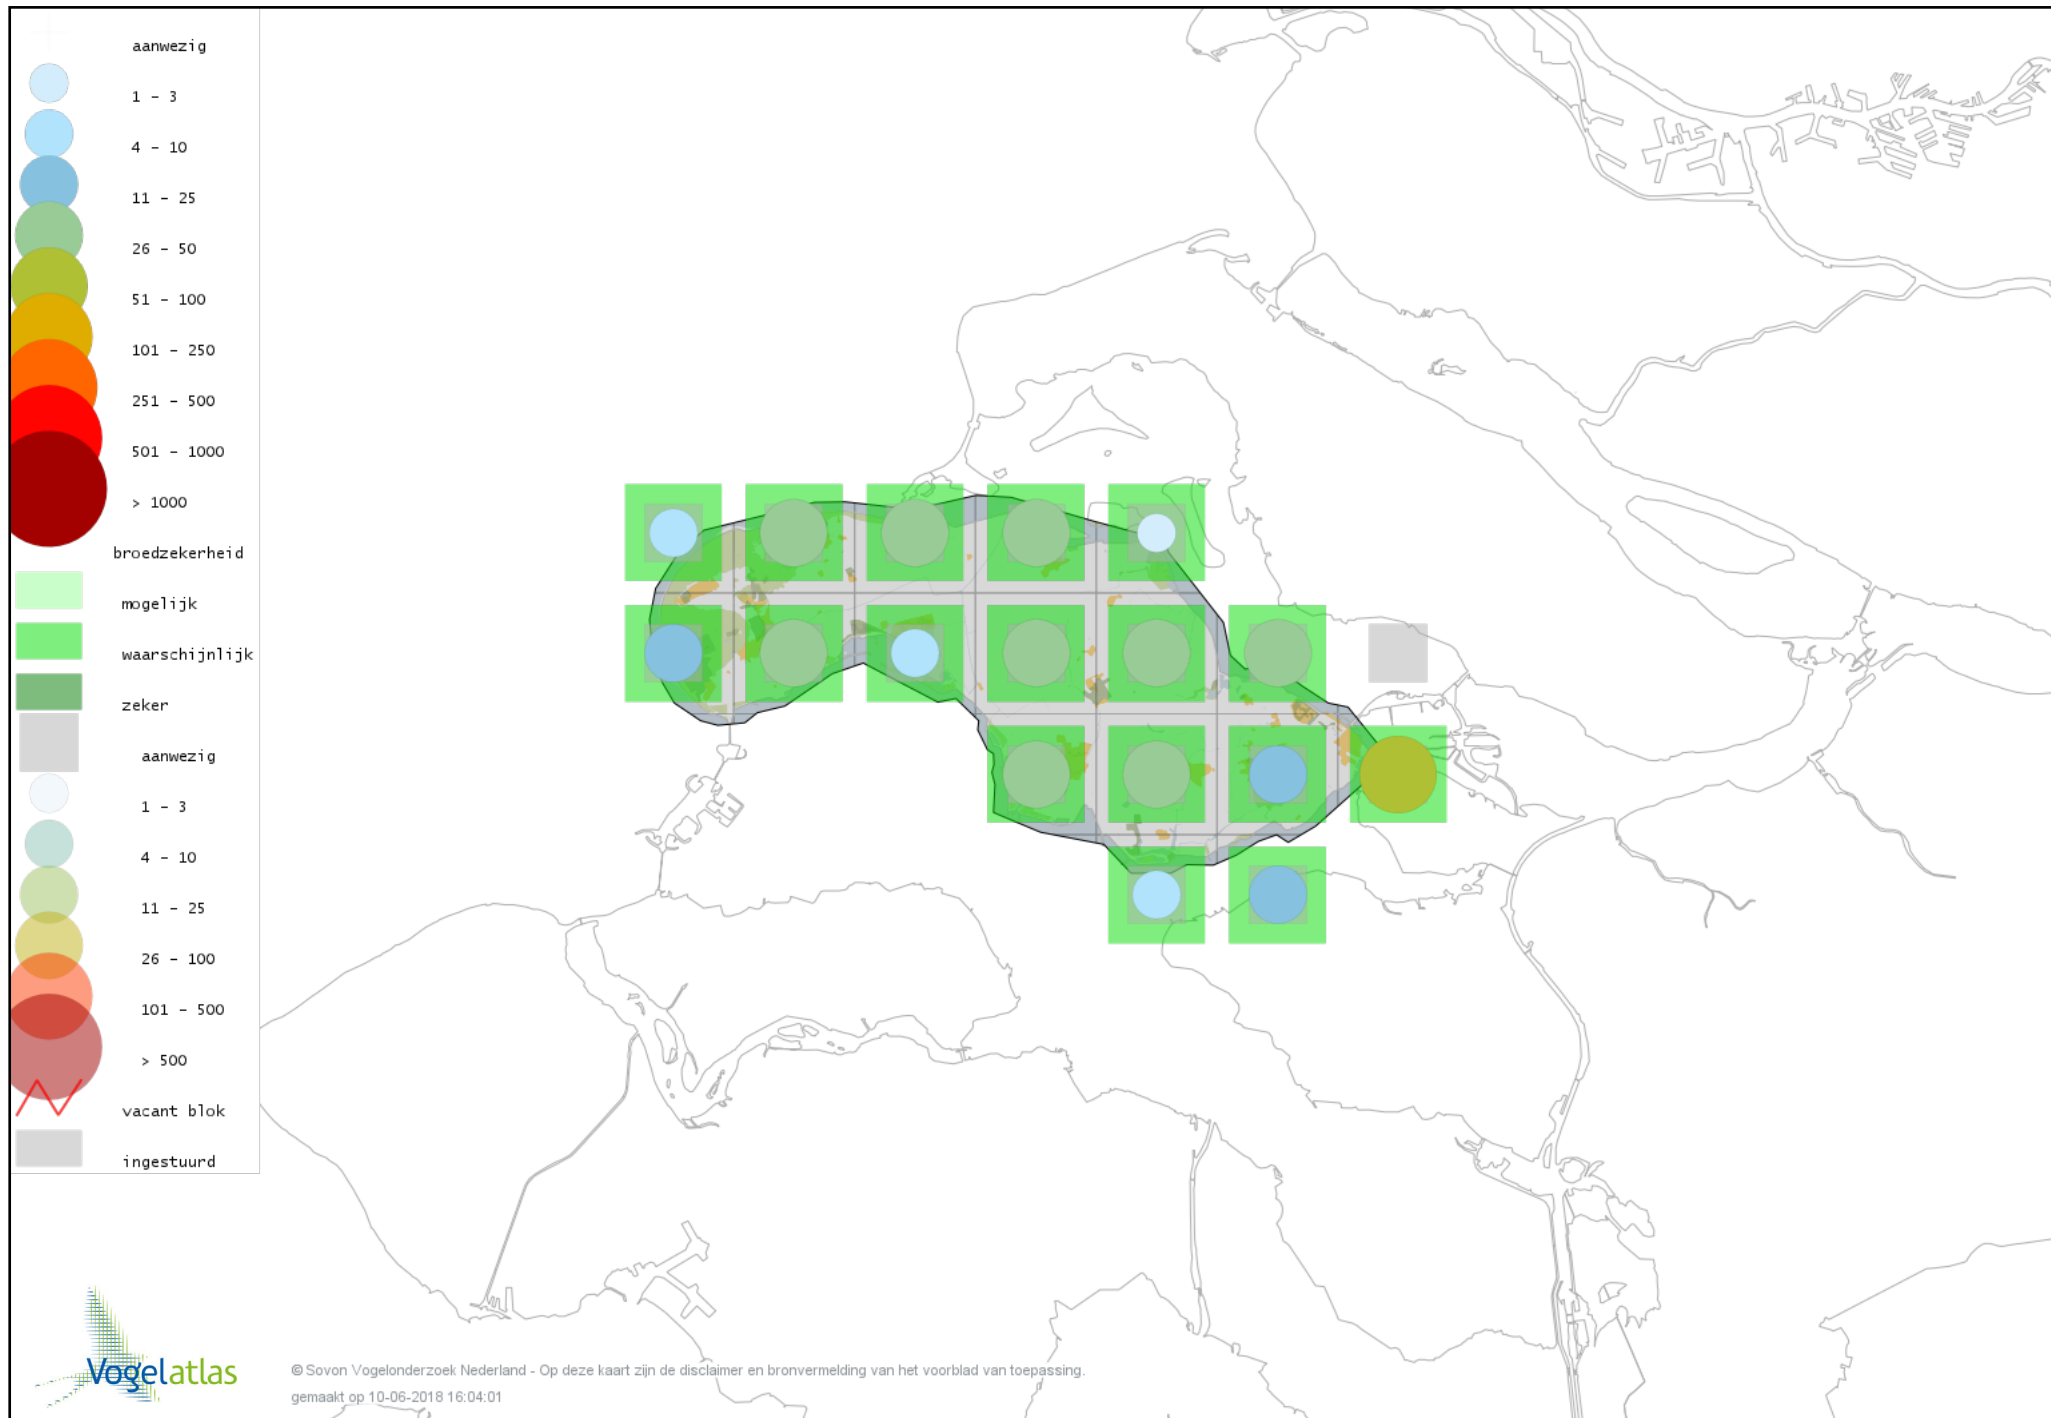 aanwezig
1 - 3
4 - 10
11 - 25
26 - 50
51 - 100
101 - 250
251 - 500
501 - 1000
> 1000
broedzekerheid
mogelijk
waarschijnlijk
zeker
aanwezig
1 - 3
4 - 10
11 - 25
26 - 100
101 - 500
> 500
vacant blok
ingestuurd
Vogelatlas
© Sovon Vogelonderzoek Nederland - Op deze kaart zijn de disclaimer en bronvermelding van het voorblad van toepassing.
gemaakt op 10-06-2018 16:04:01